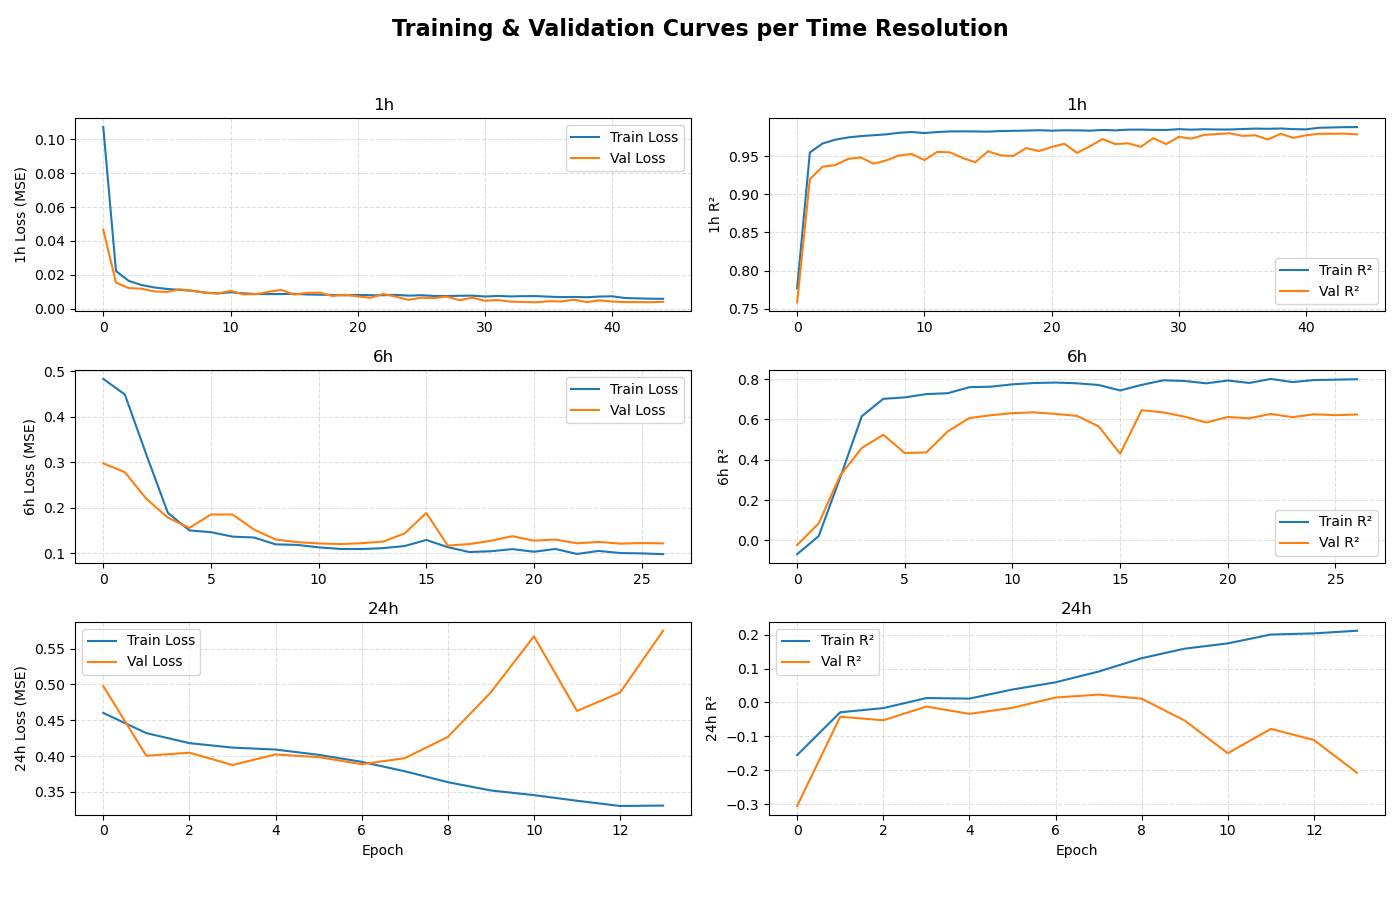 Training & Validation Curves per Time Resolution
1h
1h Loss (MSE)
0.10
0.08
0.06
0.04
0.02
0.00
0 10 20 30 40
Train Loss
Val Loss
1h
1h R²
0.95
0.90
0.85
0.80
0.75
0 10 20 30 40
Train R²
Val R²
6h
6h Loss (MSE)
0.5
0.4
0.3
0.2
0.1
0 5 10 15 20 25
Train Loss
Val Loss
6h
6h R²
0.8
0.6
0.4
0.2
0.0
0 5 10 15 20 25
Train R²
Val R²
24h
24h Loss (MSE)
0.55
0.50
0.45
0.40
0.35
0 2 4 6 8 10 12
Train Loss
Val Loss
Epoch
24h
24h R²
0.2
0.1
0.0
−0.1
−0.2
−0.3
0 2 4 6 8 10 12
Train R²
Val R²
Epoch